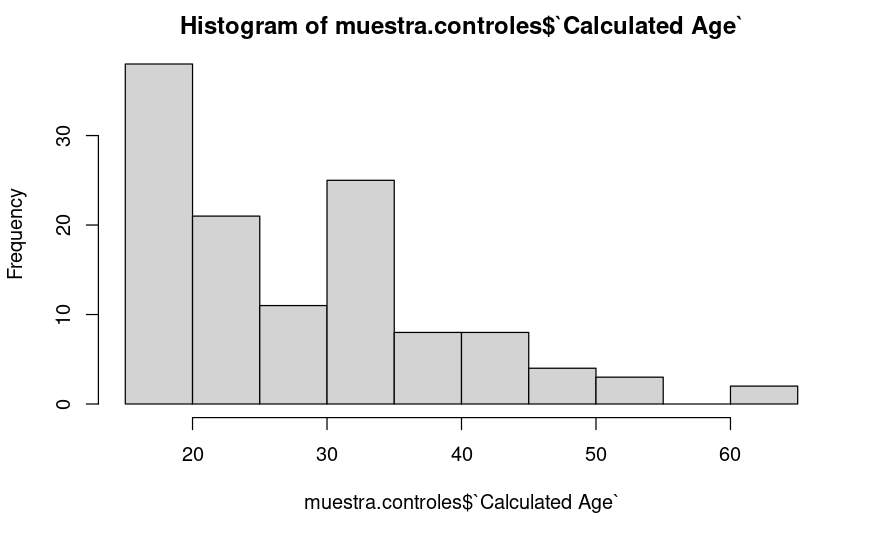 Histogram of muestra.controles$`Calculated Age`
Frequency
30
20
10
0
20 30 40 50 60
muestra.controles$`Calculated Age`